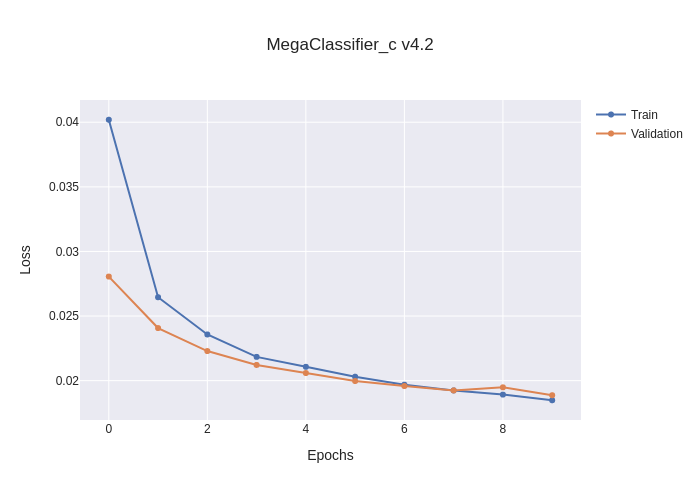 MegaClassifier_c v4.2
Train
Validation
0.04
0.035
0.03
0.025
0.02
Loss
0 2 4 6 8
Epochs